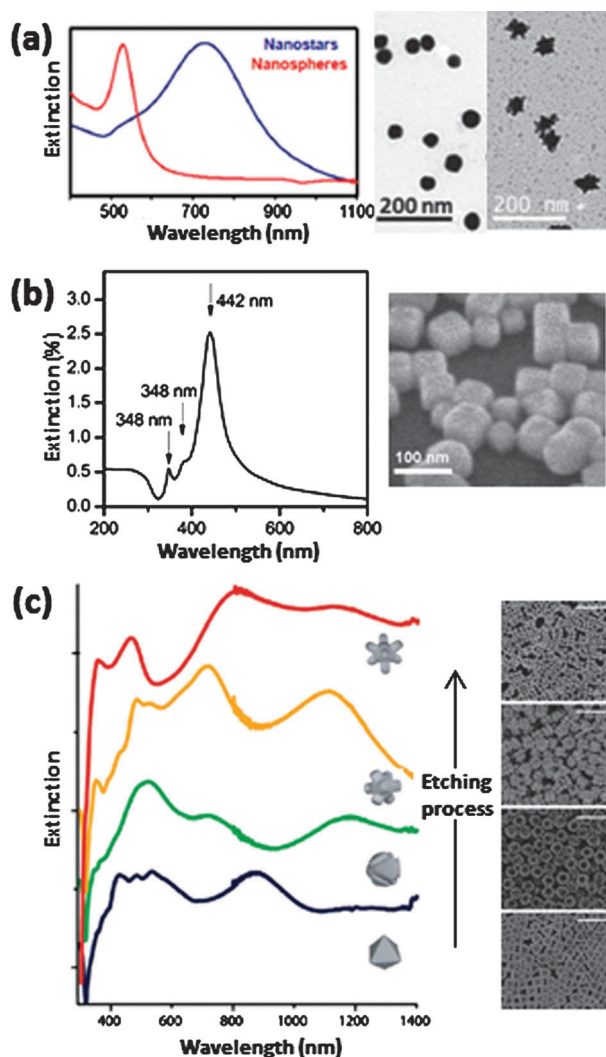 (a)
Extinction
Nanostars
Nanospheres
500 700 900 1100
Wavelength (nm)
200 nm
200 nm
(b)
Extinction (%)
3.0
2.5
2.0
1.5
1.0
0.5
0.0
442 nm
348 nm
348 nm
200 400 600 800
Wavelength (nm)
100 nm
(c)
Extinction
Etching
process
400 600 800 1000 1200 1400
Wavelength (nm)